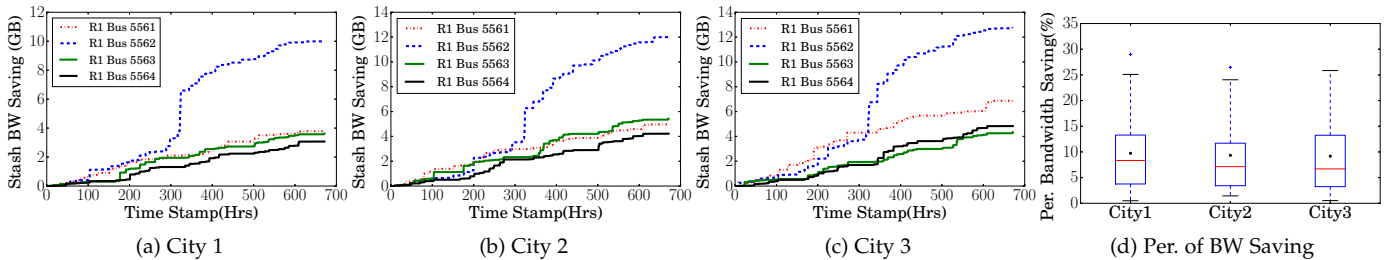 Stash BW Saving (GB)
12
10
8
6
4
2
0
R1 Bus 5561
R1 Bus 5562
R1 Bus 5563
R1 Bus 5564
0 100 200 300 400 500 600 700
Time Stamp(Hrs)
(a) City 1
Stash BW Saving (GB)
14
12
10
8
6
4
2
0
R1 Bus 5561
R1 Bus 5562
R1 Bus 5563
R1 Bus 5564
0 100 200 300 400 500 600 700
Time Stamp(Hrs)
(b) City 2
Stash BW Saving (GB)
14
12
10
8
6
4
2
0
R1 Bus 5561
R1 Bus 5562
R1 Bus 5563
R1 Bus 5564
0 100 200 300 400 500 600 700
Time Stamp(Hrs)
(c) City 3
Per. Bandwidth Saving(%)
35
30
25
20
15
10
5
0
City1 City2 City3
(d) Per. of BW Saving